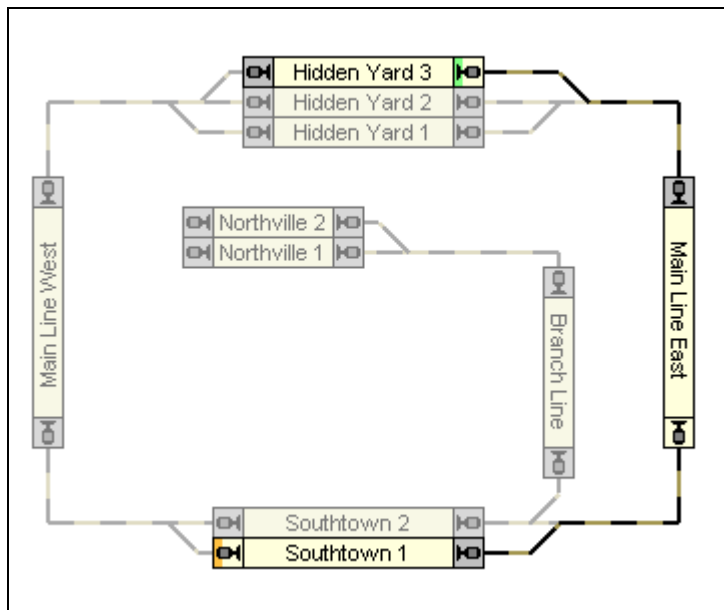 Hidden Yard 3
Hidden Yard 2
Hidden Yard 1
Northville 2
Northville 1
Main Line West
Main Line East
Branch Line
Southtown 2
Southtown 1